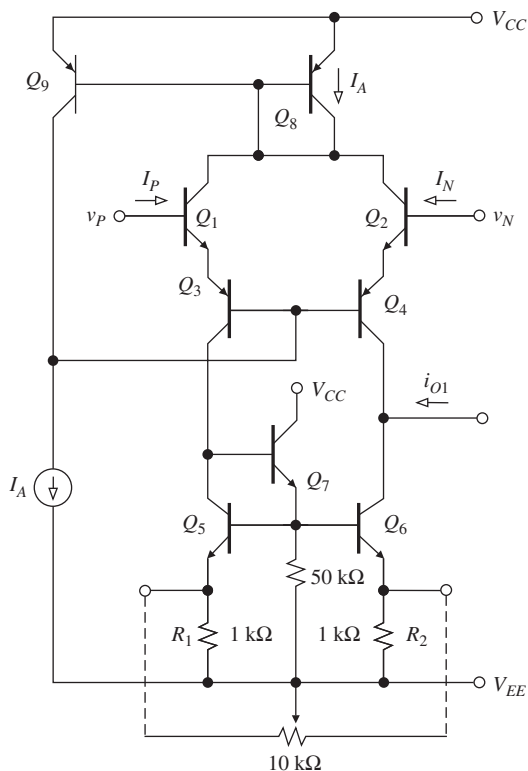 V_CC
Q_9
I_A
Q_8
I_P
I_N
v_P
Q_1
Q_2
v_N
Q_3
Q_4
V_CC
i_O1
I_A
Q_7
Q_5
Q_6
50 kΩ
R_1
1 kΩ
1 kΩ
R_2
V_EE
10 kΩ